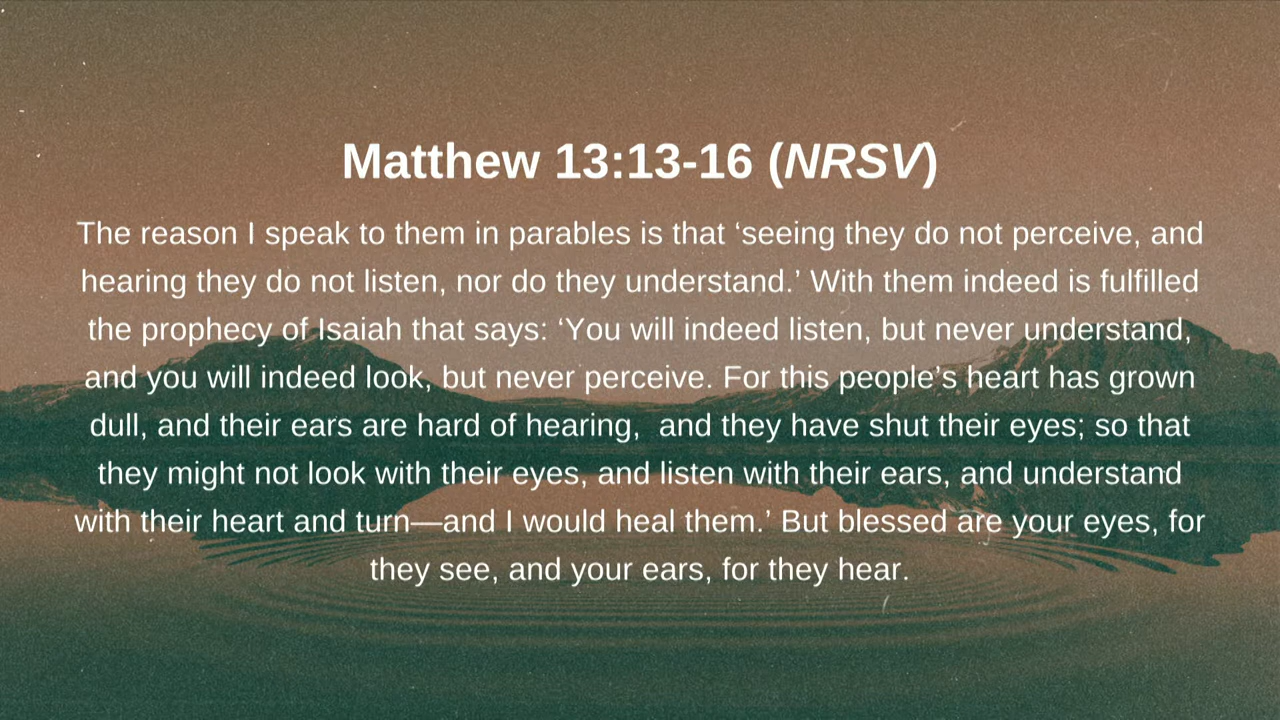 Matthew 13:13-16 (NRSV)
The reason I speak to them in parables is that ‘seeing they do not perceive, and
hearing they do not listen, nor do they understand.’ With them indeed is fulfilled
the prophecy of Isaiah that says: ‘You will indeed listen, but never understand,
and you will indeed look, but never perceive. For this people’s heart has grown
dull, and their ears are hard of hearing,  and they have shut their eyes; so that
they might not look with their eyes, and listen with their ears, and understand
with their heart and turn—and I would heal them.’ But blessed are your eyes, for
they see, and your ears, for they hear.